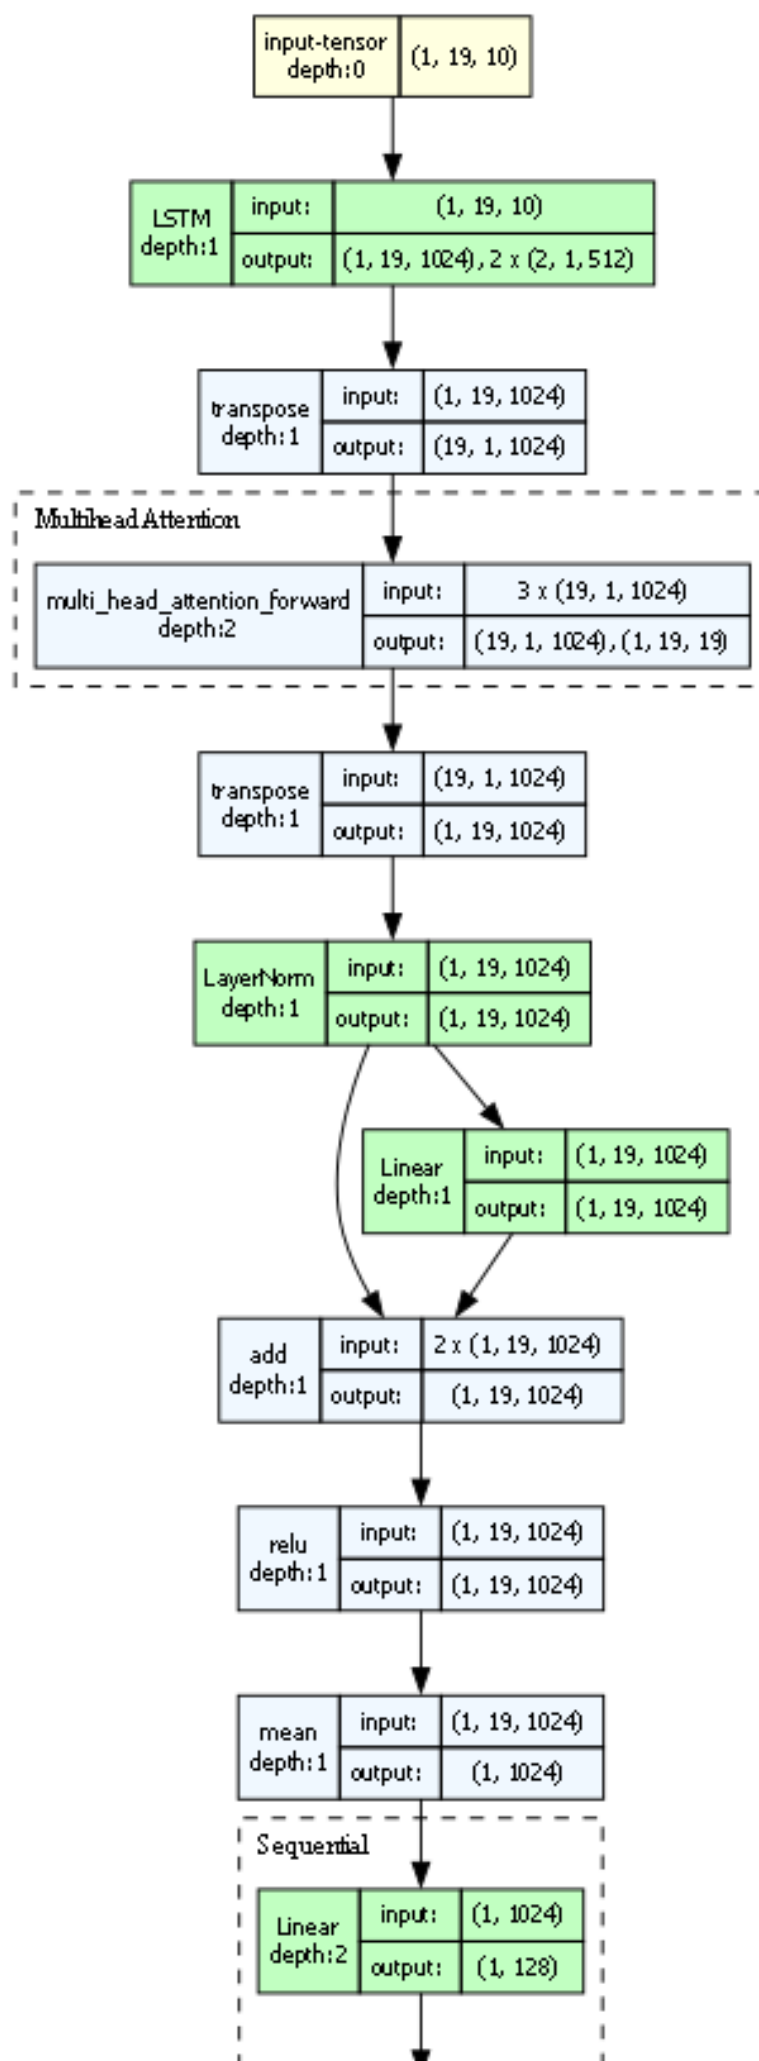 input-tensor
depth:0
(1, 19, 10)
LSTM
depth:1
input:
(1, 19, 10)
output:
(1, 19, 1024), 2 x (2, 1, 512)
transpose
depth:1
input:
(1, 19, 1024)
output:
(19, 1, 1024)
Multihead Attention
multi_head_attention_forward
depth:2
input:
3 x (19, 1, 1024)
output:
(19, 1, 1024), (1, 19, 19)
transpose
depth:1
input:
(19, 1, 1024)
output:
(1, 19, 1024)
LayerNorm
depth:1
input:
(1, 19, 1024)
output:
(1, 19, 1024)
Linear
depth:1
input:
(1, 19, 1024)
output:
(1, 19, 1024)
add
depth:1
input:
2 x (1, 19, 1024)
output:
(1, 19, 1024)
relu
depth:1
input:
(1, 19, 1024)
output:
(1, 19, 1024)
mean
depth:1
input:
(1, 19, 1024)
output:
(1, 1024)
Sequential
Linear
depth:2
input:
(1, 1024)
output:
(1, 128)